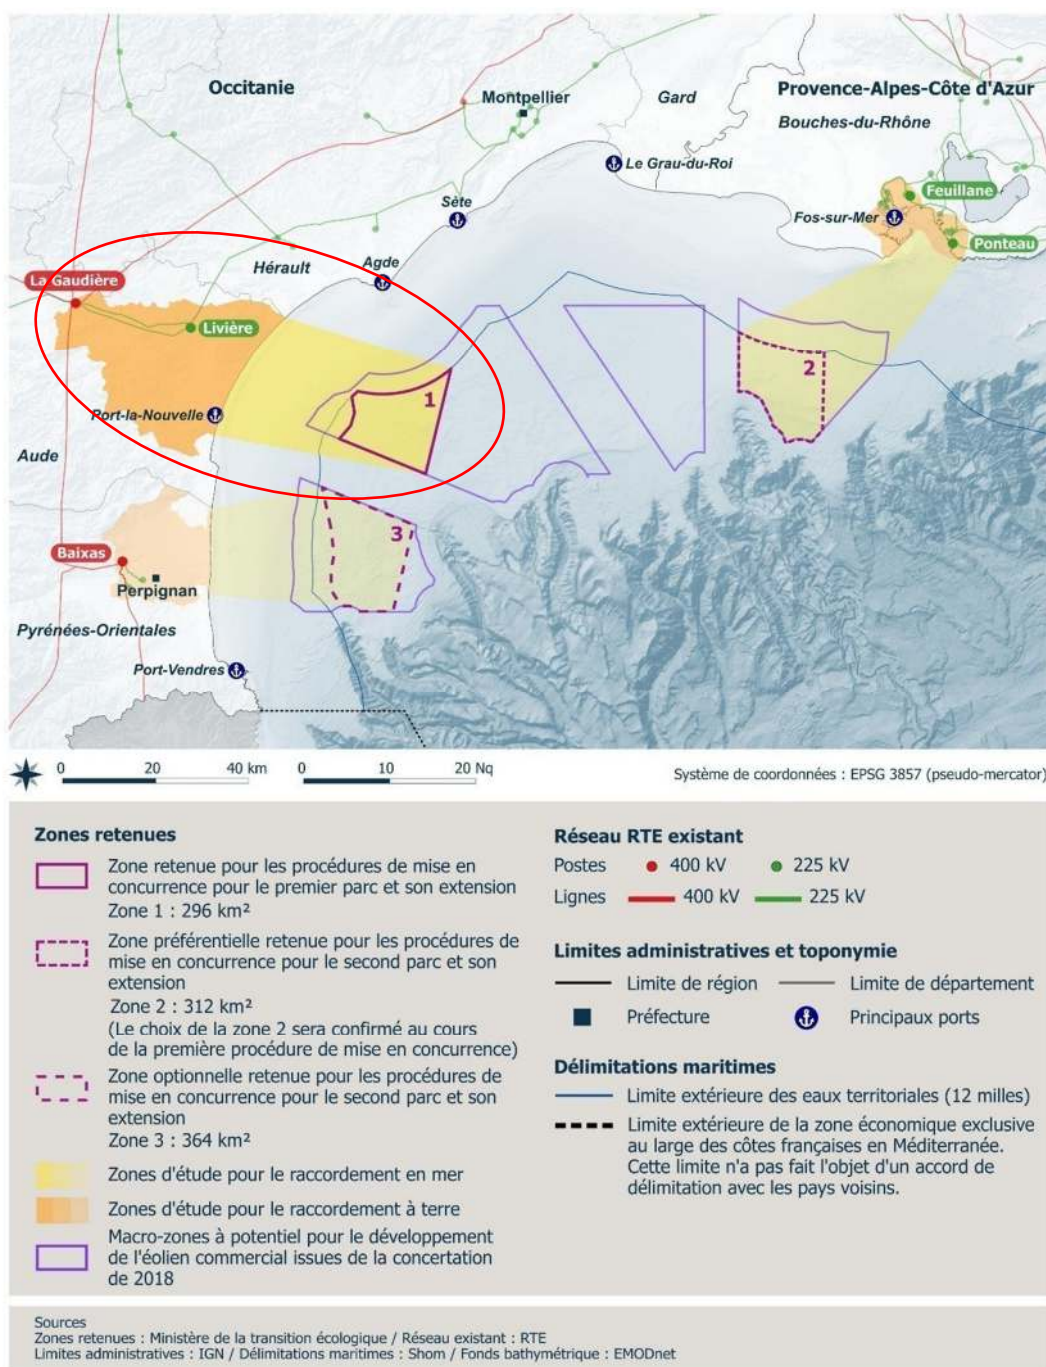 Occitanie
Montpellier
Gard
Provence-Alpes-Côte d'Azur
Bouches-du-Rhône
Le Grau-du-Roi
Feuillane
Sète
Fos-sur-Mer
Ponteau
Agde
Hérault
La Gaudière
Livière
2
1
Port-la-Nouvelle
Aude
3
Baixas
Perpignan
Pyrénées-Orientales
Port-Vendres
0 20 40 km 0 10 20 Nq
Système de coordonnées : EPSG 3857 (pseudo-mercator)
Zones retenues
Zone retenue pour les procédures de mise en
concurrence pour le premier parc et son extension
Zone 1 : 296 km²
Zone préférentielle retenue pour les procédures de
mise en concurrence pour le second parc et son
extension
Zone 2 : 312 km²
(Le choix de la zone 2 sera confirmé au cours
de la première procédure de mise en concurrence)
Zone optionnelle retenue pour les procédures de
mise en concurrence pour le second parc et son
extension
Zone 3 : 364 km²
Zones d'étude pour le raccordement en mer
Zones d'étude pour le raccordement à terre
Macro-zones à potentiel pour le développement
de l'éolien commercial issues de la concertation
de 2018
Réseau RTE existant
Postes 400 kV 225 kV
Lignes 400 kV 225 kV
Limites administratives et toponymie
Limite de région Limite de département
Préfecture Principaux ports
Délimitations maritimes
Limite extérieure des eaux territoriales (12 milles)
Limite extérieure de la zone économique exclusive
au large des côtes françaises en Méditerranée.
Cette limite n'a pas fait l'objet d'un accord de
délimitation avec les pays voisins.
Sources
Zones retenues : Ministère de la transition écologique / Réseau existant : RTE
Limites administratives : IGN / Délimitations maritimes : Shom / Fonds bathymétrique : EMODnet